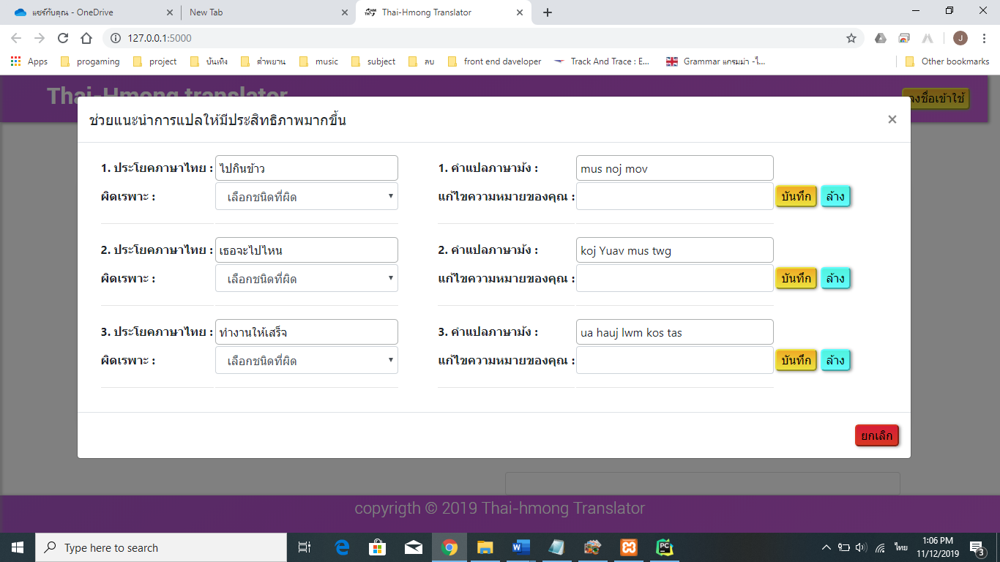 แชร์กับคุณ - OneDrive
New Tab
Thai-Hmong Translator
127.0.0.1:5000
J
Apps
progaming
project
บันเทิง
คำพยาน
music
subject
ลบ
front end daveloper
Track And Trace : E...
Grammar แกรมม่า -ไ...
Other bookmarks
Thai-Hmong translator
ลงชื่อเข้าใช้
ช่วยแนะนำการแปลให้มีประสิทธิภาพมากขึ้น
×
1. ประโยคภาษาไทย : ไปกินข้าว 1. คำแปลภาษาม้ง : mus noj mov
ผิดเรพาะ : เลือกชนิดที่ผิด แก้ไขความหมายของคุณ : บันทึก ล้าง
2. ประโยคภาษาไทย : เธอจะไปไหน 2. คำแปลภาษาม้ง : koj Yuav mus twg
ผิดเรพาะ : เลือกชนิดที่ผิด แก้ไขความหมายของคุณ : บันทึก ล้าง
3. ประโยคภาษาไทย : ทำงานให้เสร็จ 3. คำแปลภาษาม้ง : ua hauj lwm kos tas
ผิดเรพาะ : เลือกชนิดที่ผิด แก้ไขความหมายของคุณ : บันทึก ล้าง
ยกเลิก
copyrigth © 2019 Thai-hmong Translator
Type here to search
ไทย
1:06 PM
11/12/2019
3